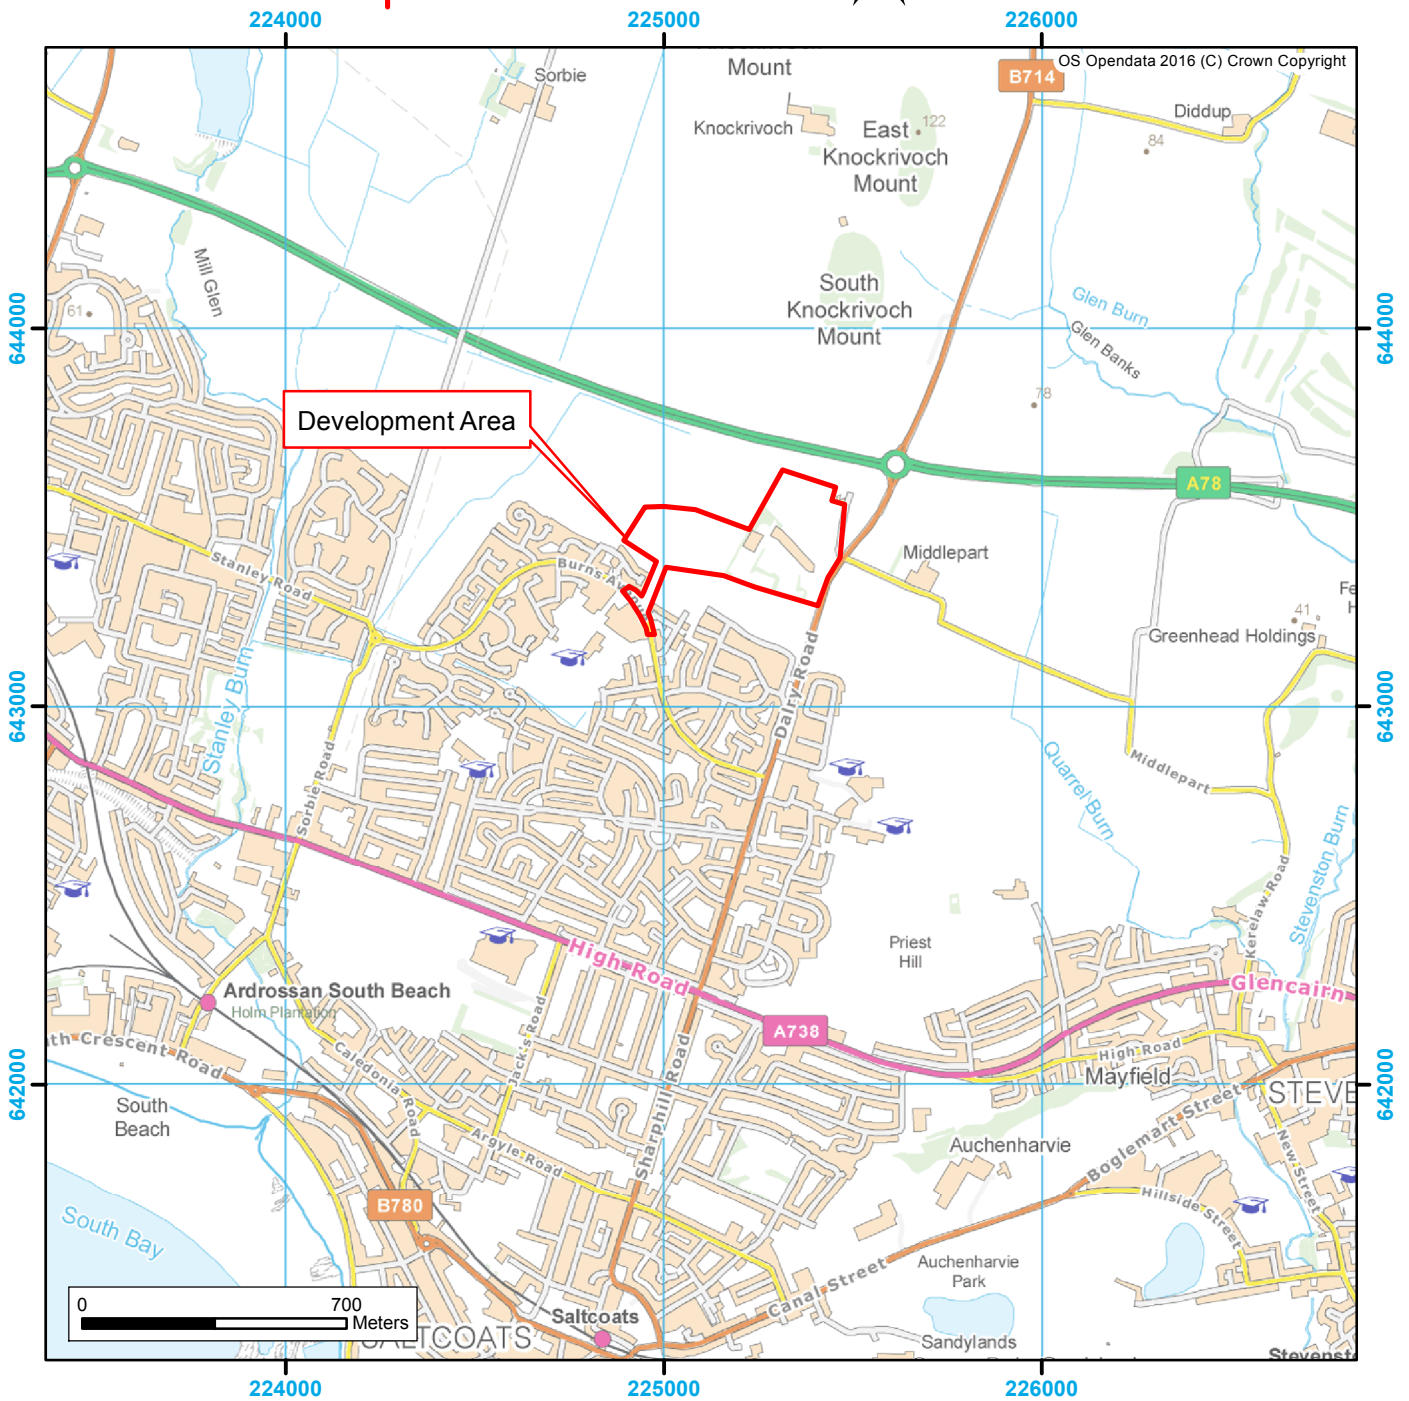 224000
225000
226000
OS Opendata 2016 (C) Crown Copyright
B714
Mount
Sorbie
Diddup
Knockrivoch
122
East
Knockrivoch
Mount
84
Mill Glen
South
Knockrivoch
Mount
Glen Burn
Glen Banks
61
644000
644000
78
Development Area
A78
Stanley Road
Burns Avenue
Middlepart
41
Greenhead Holdings
Dalry Road
Stanley Burn
643000
643000
Sorbie Road
Quarrel Burn
Middlepart
Stevenston Burn
Kerelaw Road
Priest
Hill
High Road
Glencairn
Ardrossan South Beach
Holm Plantation
A738
Jack's Road
th Crescent Road
Caledonia Road
Sharphill Road
High Road
Mayfield
642000
642000
STEVE
South
Beach
Argyle Road
Auchenharvie
Boglemart Street
New Street
Hillside Street
B780
South Bay
Auchenharvie
Park
Canal Street
0 700
Meters
Saltcoats
SALTCOATS
Sandylands
Stevenst
224000
225000
226000